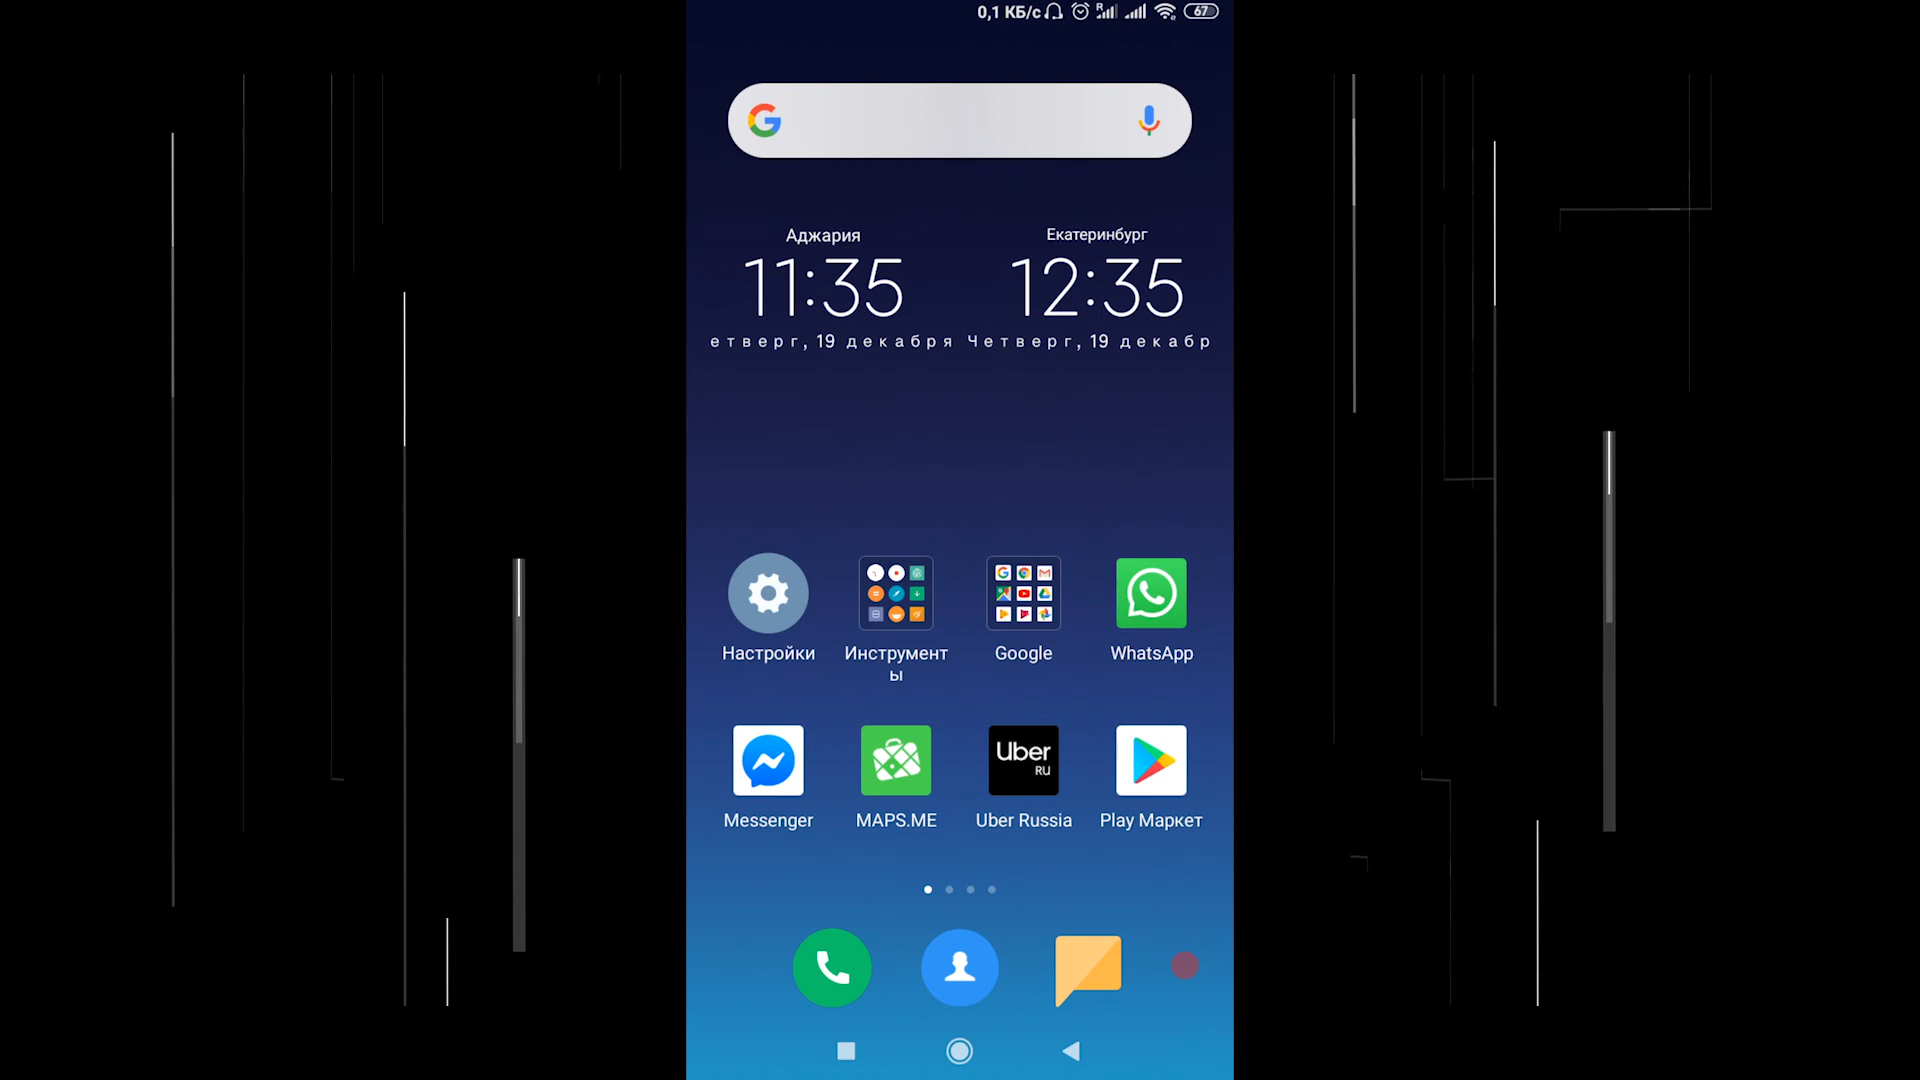 0,1 КБ/с R 67
Аджария
Екатеринбург
11:35
12:35
етверг, 19 декабря
Четверг, 19 декабр
Настройки
Инструмент
ы
Google
WhatsApp
Uber
RU
Messenger
MAPS.ME
Uber Russia
Play Маркет